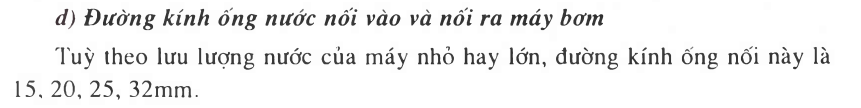 d) Đường kính ống nước nối vào và nối ra máy bơm
Tuỳ theo lưu lượng nước của máy nhỏ hay lớn, đường kính ống nối này là
15, 20, 25, 32mm.